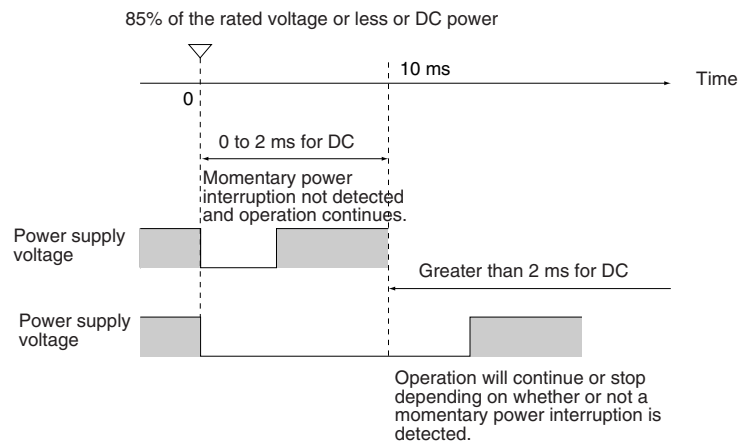 85% of the rated voltage or less or DC power
10 ms
Time
0
0 to 2 ms for DC
Momentary power
interruption not detected
and operation continues.
Power supply
voltage
Greater than 2 ms for DC
Power supply
voltage
Operation will continue or stop
depending on whether or not a
momentary power interruption is
detected.